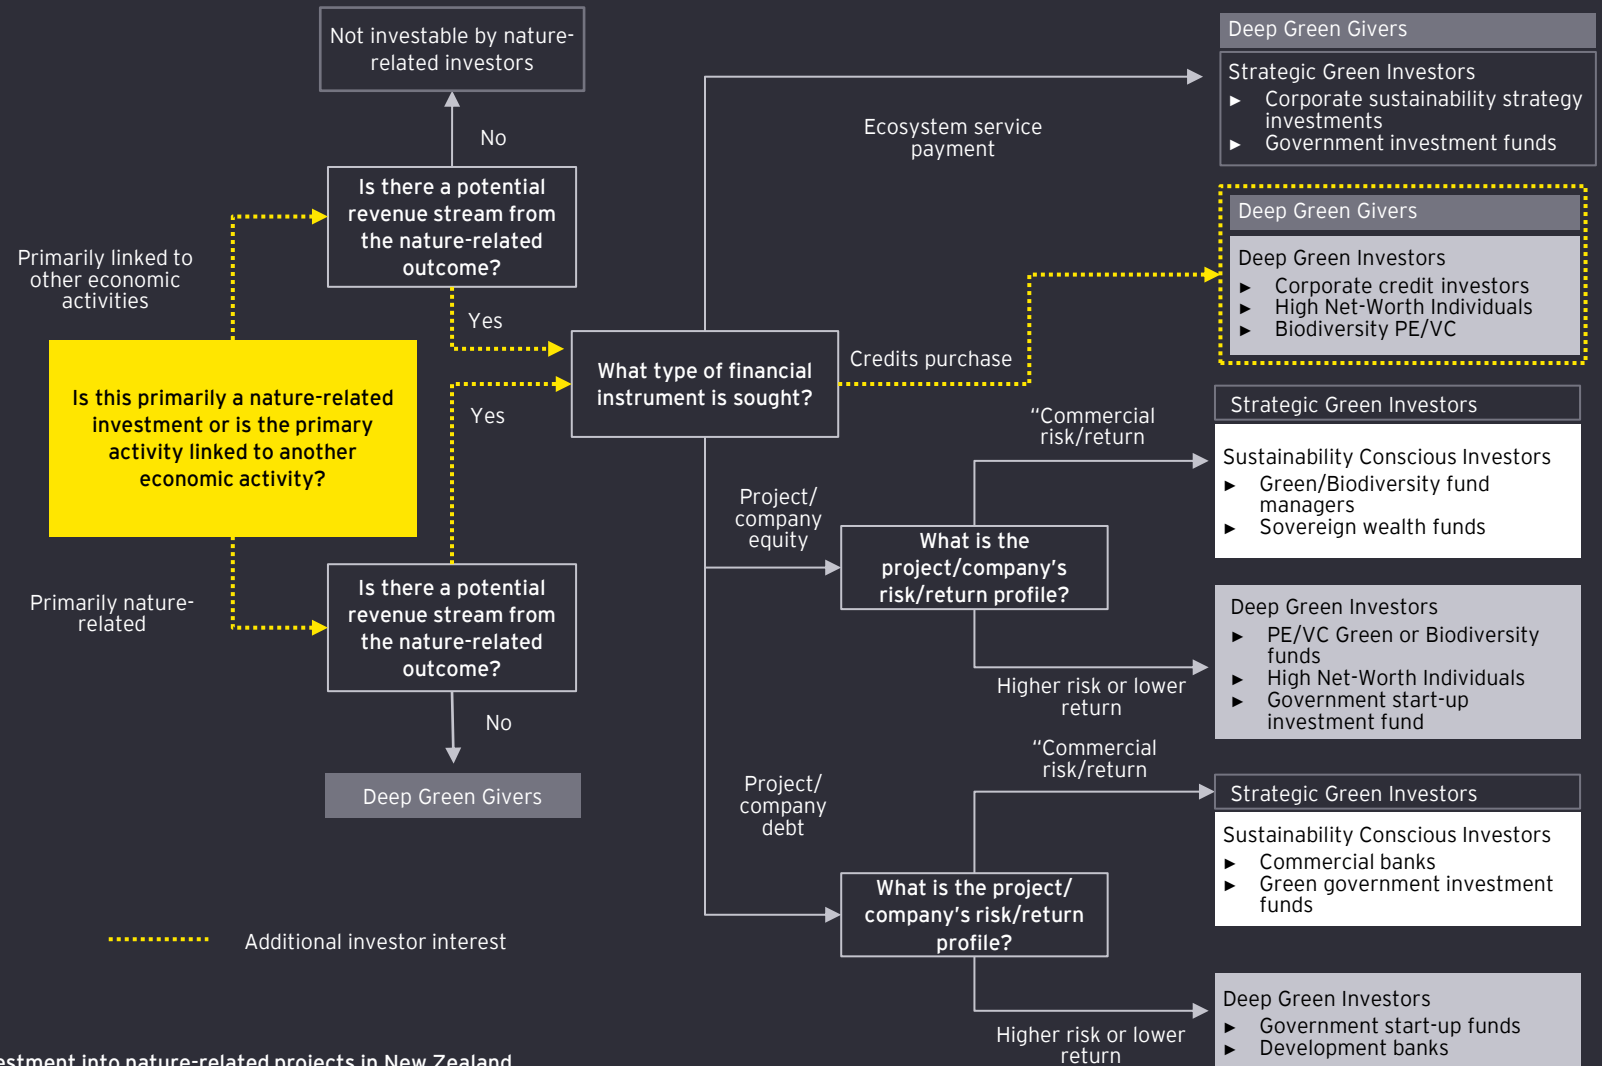 Not investable by nature-
related investors
No
Is there a potential
revenue stream from
the nature-related
outcome?
Primarily linked to
other economic
activities
Yes
Is this primarily a nature-related
investment or is the primary
activity linked to another
economic activity?
Yes
Primarily nature-
related
Is there a potential
revenue stream from
the nature-related
outcome?
No
Deep Green Givers
What type of financial
instrument is sought?
Ecosystem service
payment
Deep Green Givers
Strategic Green Investors
► Corporate sustainability strategy
investments
► Government investment funds
Credits purchase
Deep Green Givers
Deep Green Investors
► Corporate credit investors
► High Net-Worth Individuals
► Biodiversity PE/VC
Project/
company
equity
What is the
project/company's
risk/return profile?
"Commercial
risk/return
Strategic Green Investors
Sustainability Conscious Investors
► Green/Biodiversity fund
managers
► Sovereign wealth funds
Higher risk or lower
return
Deep Green Investors
► PE/VC Green or Biodiversity
funds
► High Net-Worth Individuals
► Government start-up
investment fund
Project/
company
debt
What is the project/
company's risk/return
profile?
"Commercial
risk/return
Strategic Green Investors
Sustainability Conscious Investors
► Commercial banks
► Green government investment
funds
Higher risk or lower
return
Deep Green Investors
► Government start-up funds
► Development banks
Additional investor interest
into nature-related projects in New Zealand